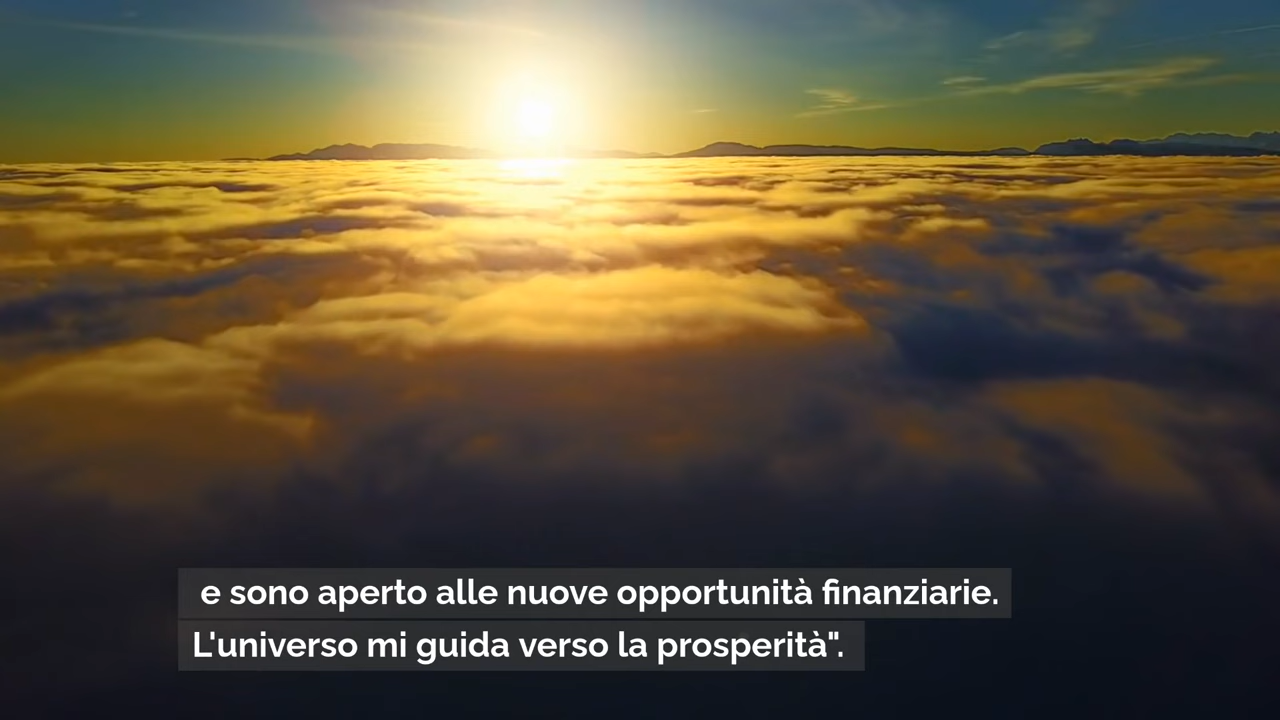 e sono aperto alle nuove opportunità finanziarie.
L'universo mi guida verso la prosperità".